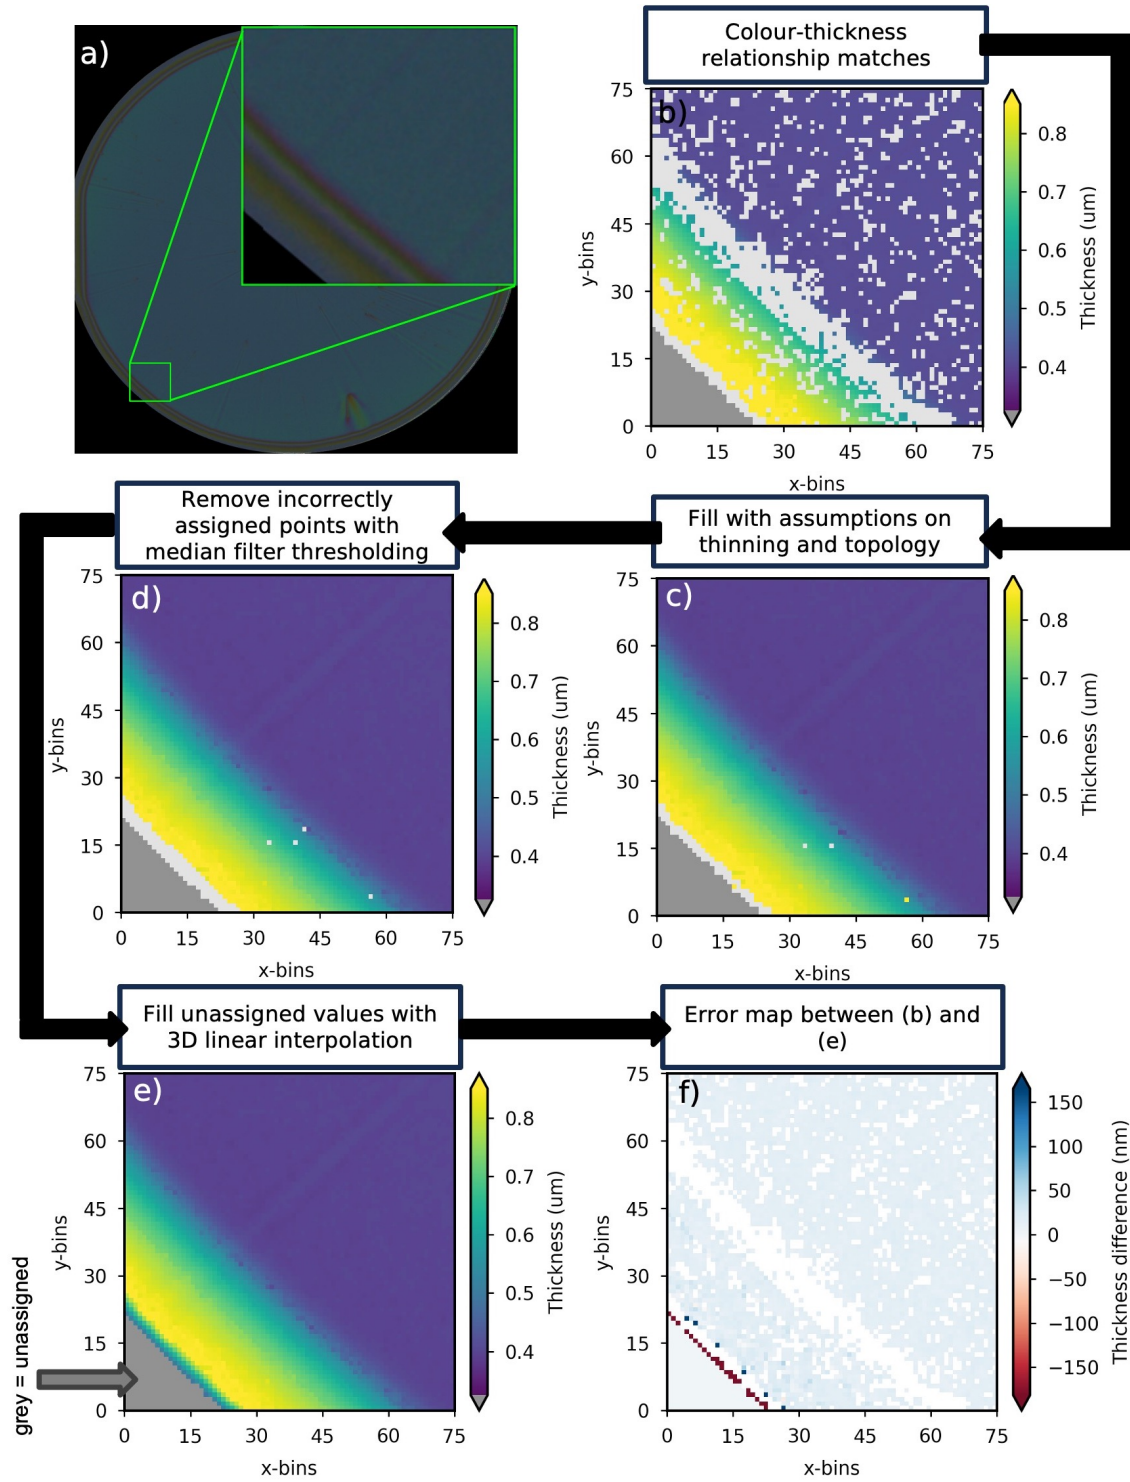 a)
Colour-thickness
relationship matches
b)
75
60
45
30
15
0
y-bins
0 15 30 45 60 75
x-bins
0.8
0.7
0.6
0.5
0.4
Thickness (um)
Fill with assumptions on
thinning and topology
c)
75
60
45
30
15
0
y-bins
0 15 30 45 60 75
x-bins
0.8
0.7
0.6
0.5
0.4
Thickness (um)
Remove incorrectly
assigned points with
median filter thresholding
d)
75
60
45
30
15
0
y-bins
0 15 30 45 60 75
x-bins
0.8
0.7
0.6
0.5
0.4
Thickness (um)
Fill unassigned values with
3D linear interpolation
e)
75
60
45
30
15
0
y-bins
0 15 30 45 60 75
x-bins
0.8
0.7
0.6
0.5
0.4
Thickness (um)
grey = unassigned
Error map between (b) and
(e)
f)
75
60
45
30
15
0
y-bins
0 15 30 45 60 75
x-bins
150
100
50
0
−50
−100
−150
Thickness difference (nm)